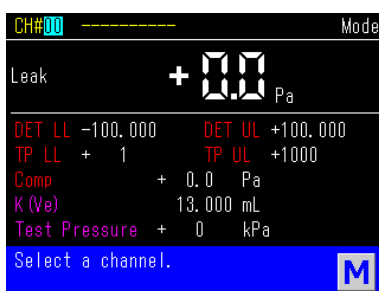 CH#00 ---------- Mode
Leak +0.0 Pa
DET LL -100.000 DET UL +100.000
TP LL + 1 TP UL +1000
Comp + 0.0 Pa
K(Ve) 13.000 mL
Test Pressure + 0 kPa
Select a channel. M